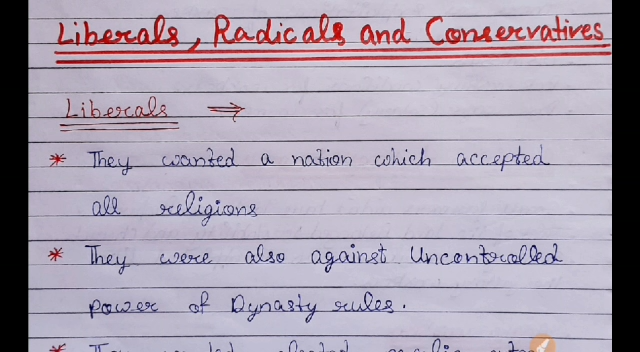 Liberals, Radicals and Conservatives
Liberals ⇒
* They wanted a nation which accepted
all religions
* They were also against Uncontrolled
power of Dynasty rules.
* They